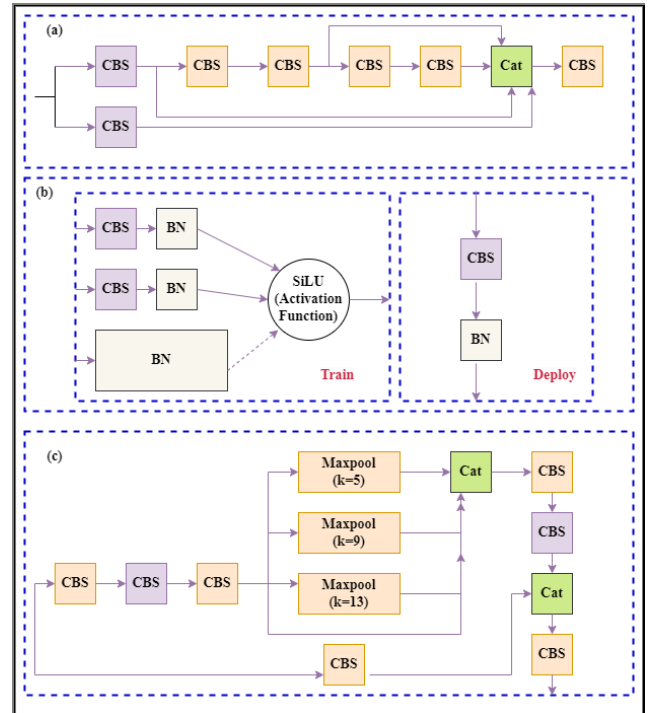 (a)
CBS
CBS
CBS
CBS
CBS
Cat
CBS
CBS
(b)
CBS
BN
CBS
BN
BN
SiLU
(Activation
Function)
Train
CBS
BN
Deploy
(c)
Maxpool
(k=5)
Cat
CBS
Maxpool
(k=9)
CBS
CBS
CBS
CBS
Maxpool
(k=13)
Cat
CBS
CBS